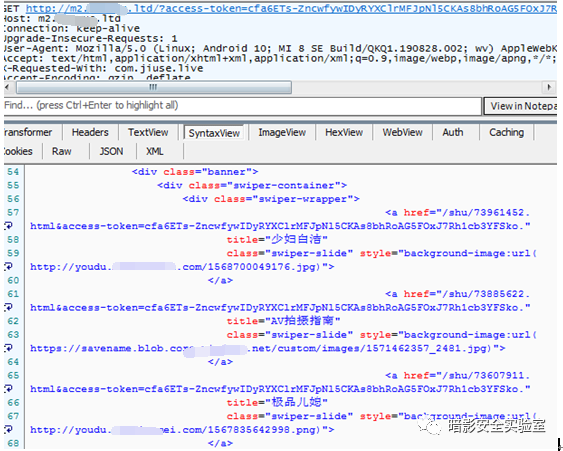 GET http://m2. .ltd/?access-token=cfa6ETs-ZncwfywIDyRYXClrMFJpNl5CKAs8bhRoAG5FOXJ7R
Host: m2. .ltd
Connection: keep-alive
Upgrade-Insecure-Requests: 1
User-Agent: Mozilla/5.0 (Linux; Android 10; MI 8 SE Build/QKQ1.190828.002; wv) AppleWebK
Accept: text/html,application/xhtml+xml,application/xml;q=0.9,image/webp,image/apng,*/*;
X-Requested-With: com.jiuse.live
Accept-Encoding: gzip, deflate
Find... (press Ctrl+Enter to highlight all) View in Notepa
Transformer Headers TextView SyntaxView ImageView HexView WebView Auth Caching
Cookies Raw JSON XML
54 <div class="banner">
55 <div class="swiper-container">
56 <div class="swiper-wrapper">
57 <a href="/shu/73961452.
html&access-token=cfa6ETs-ZncwfywIDyRYXClrMFJpNl5CKAs8bhRoAG5FOxJ7Rh1cb3YFSko."
58 title="少妇白洁"
59 class="swiper-slide" style="background-image:url(
http://youdu. .com/1568700049176.jpg)">
60 </a>
61 <a href="/shu/73885622.
html&access-token=cfa6ETs-ZncwfywIDyRYXClrMFJpNl5CKAs8bhRoAG5FOxJ7Rh1cb3YFSko."
62 title="AV拍摄指南"
63 class="swiper-slide" style="background-image:url(
https://savename.blob.cor .net/custom/images/1571462357_2481.jpg)">
64 </a>
65 <a href="/shu/73607911.
html&access-token=cfa6ETs-ZncwfywIDyRYXClrMFJpNl5CKAs8bhRoAG5FOxJ7Rh1cb3YFSko."
66 title="极品儿媳"
67 class="swiper-slide" style="background-image:url(
http://youdu. ei.com/1567835642998.png)">
68 </a>
暗影安全实验室